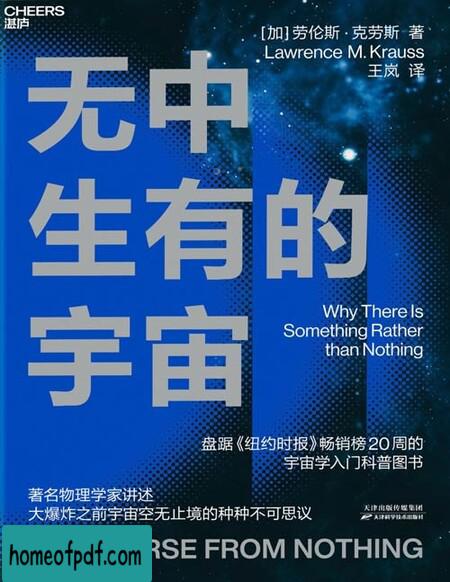 CHEERS
湛庐
[加] 劳伦斯·克劳斯 著
Lawrence M. Krauss
王岚 译
无中
生有的
宇宙
Why There Is
Something Rather
than Nothing
盘踞《纽约时报》畅销榜20周的
宇宙学入门科普图书
著名物理学家讲述
大爆炸之前宇宙空无止境的种种不可思议
天津出版传媒集团
天津科学技术出版社
homeofpdf.com
RSE FROM NOTHING